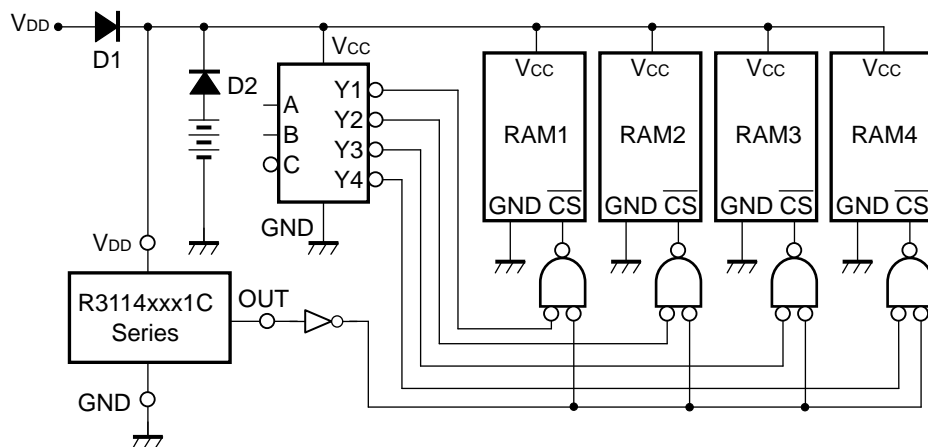 VDD
D1
D2
VCC
A
B
C
Y1
Y2
Y3
Y4
GND
VCC
RAM1
GND CS
VCC
RAM2
GND CS
VCC
RAM3
GND CS
VCC
RAM4
GND CS
VDD
R3114xxx1C
Series
OUT
GND